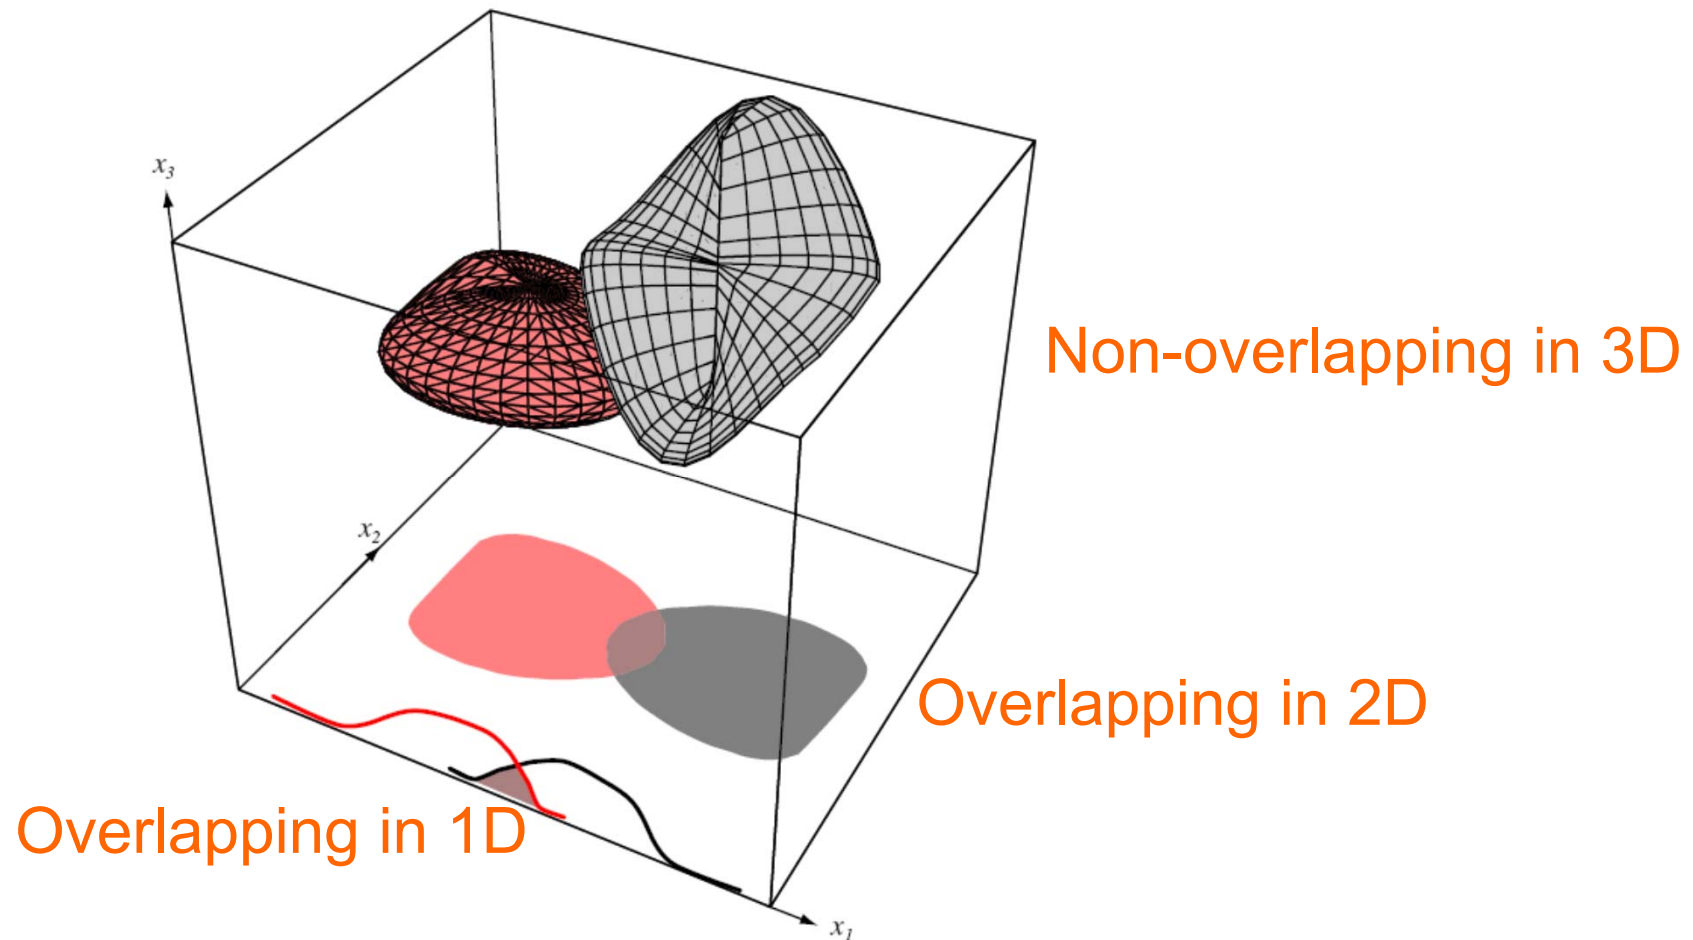 x₃
Non-overlapping in 3D
x₂
Overlapping in 2D
Overlapping in 1D
x₁